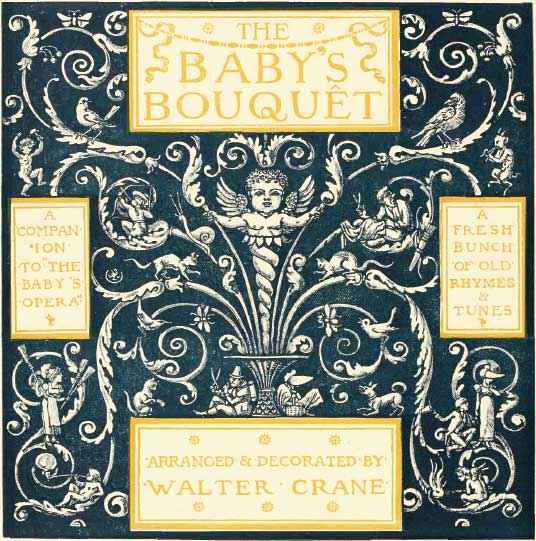 THE
BABY'S
BOUQUÊT
A
COMPAN·
·ION·
·TO "THE
BABY'S
·OPERA"
A
FRESH
BUNCH
·OF OLD·
RHYMES
&
TUNES
·ARRANGED·&·DECORATED·BY·
·WALTER·CRANE·